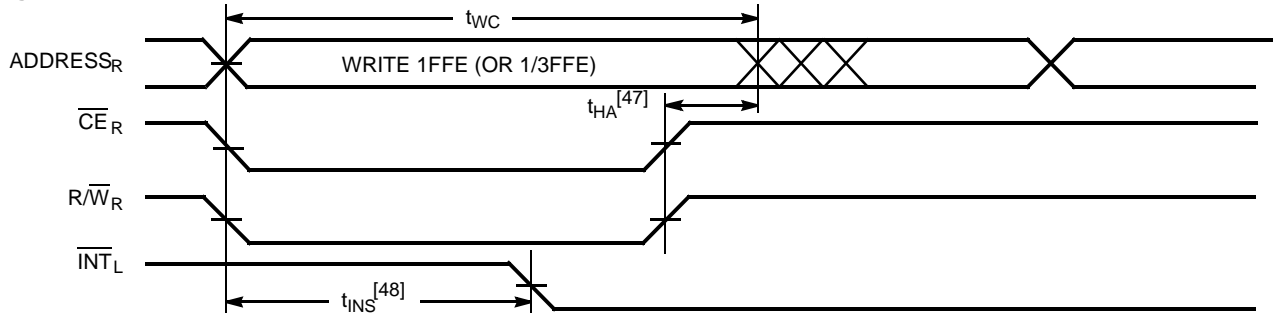 tWC
ADDRESSR
WRITE 1FFE (OR 1/3FFE)
tHA[47]
CER
R/WR
INTL
tINS[48]